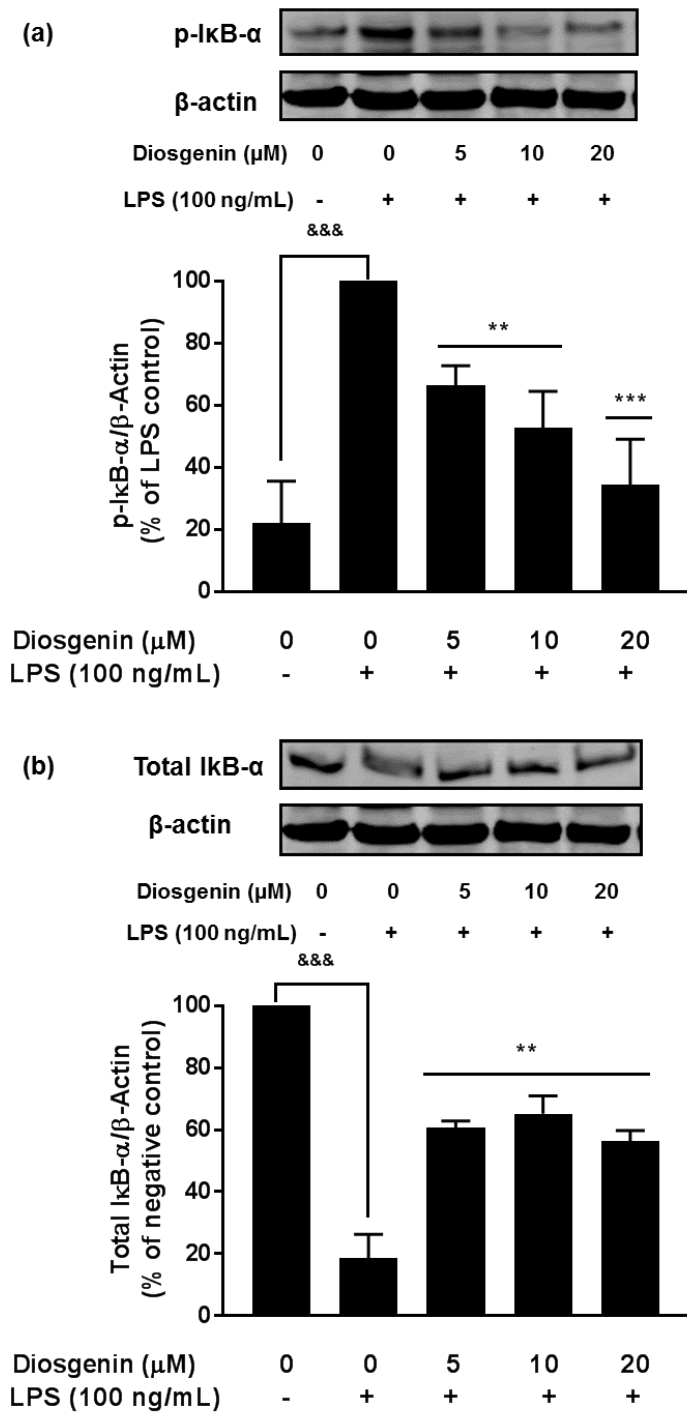 (a)
p-IκB-α
β-actin
Diosgenin (µM) 0 0 5 10 20
LPS (100 ng/mL) - + + + +
&&&
100
80
60
40
20
0
p-IκB-α/β-Actin
(% of LPS control)
**
***
Diosgenin (µM) 0 0 5 10 20
LPS (100 ng/mL) - + + + +
(b)
Total IkB-α
β-actin
Diosgenin (µM) 0 0 5 10 20
LPS (100 ng/mL) - + + + +
&&&
100
80
60
40
20
0
Total IκB-α/β-Actin
(% of negative control)
**
Diosgenin (µM) 0 0 5 10 20
LPS (100 ng/mL) - + + + +